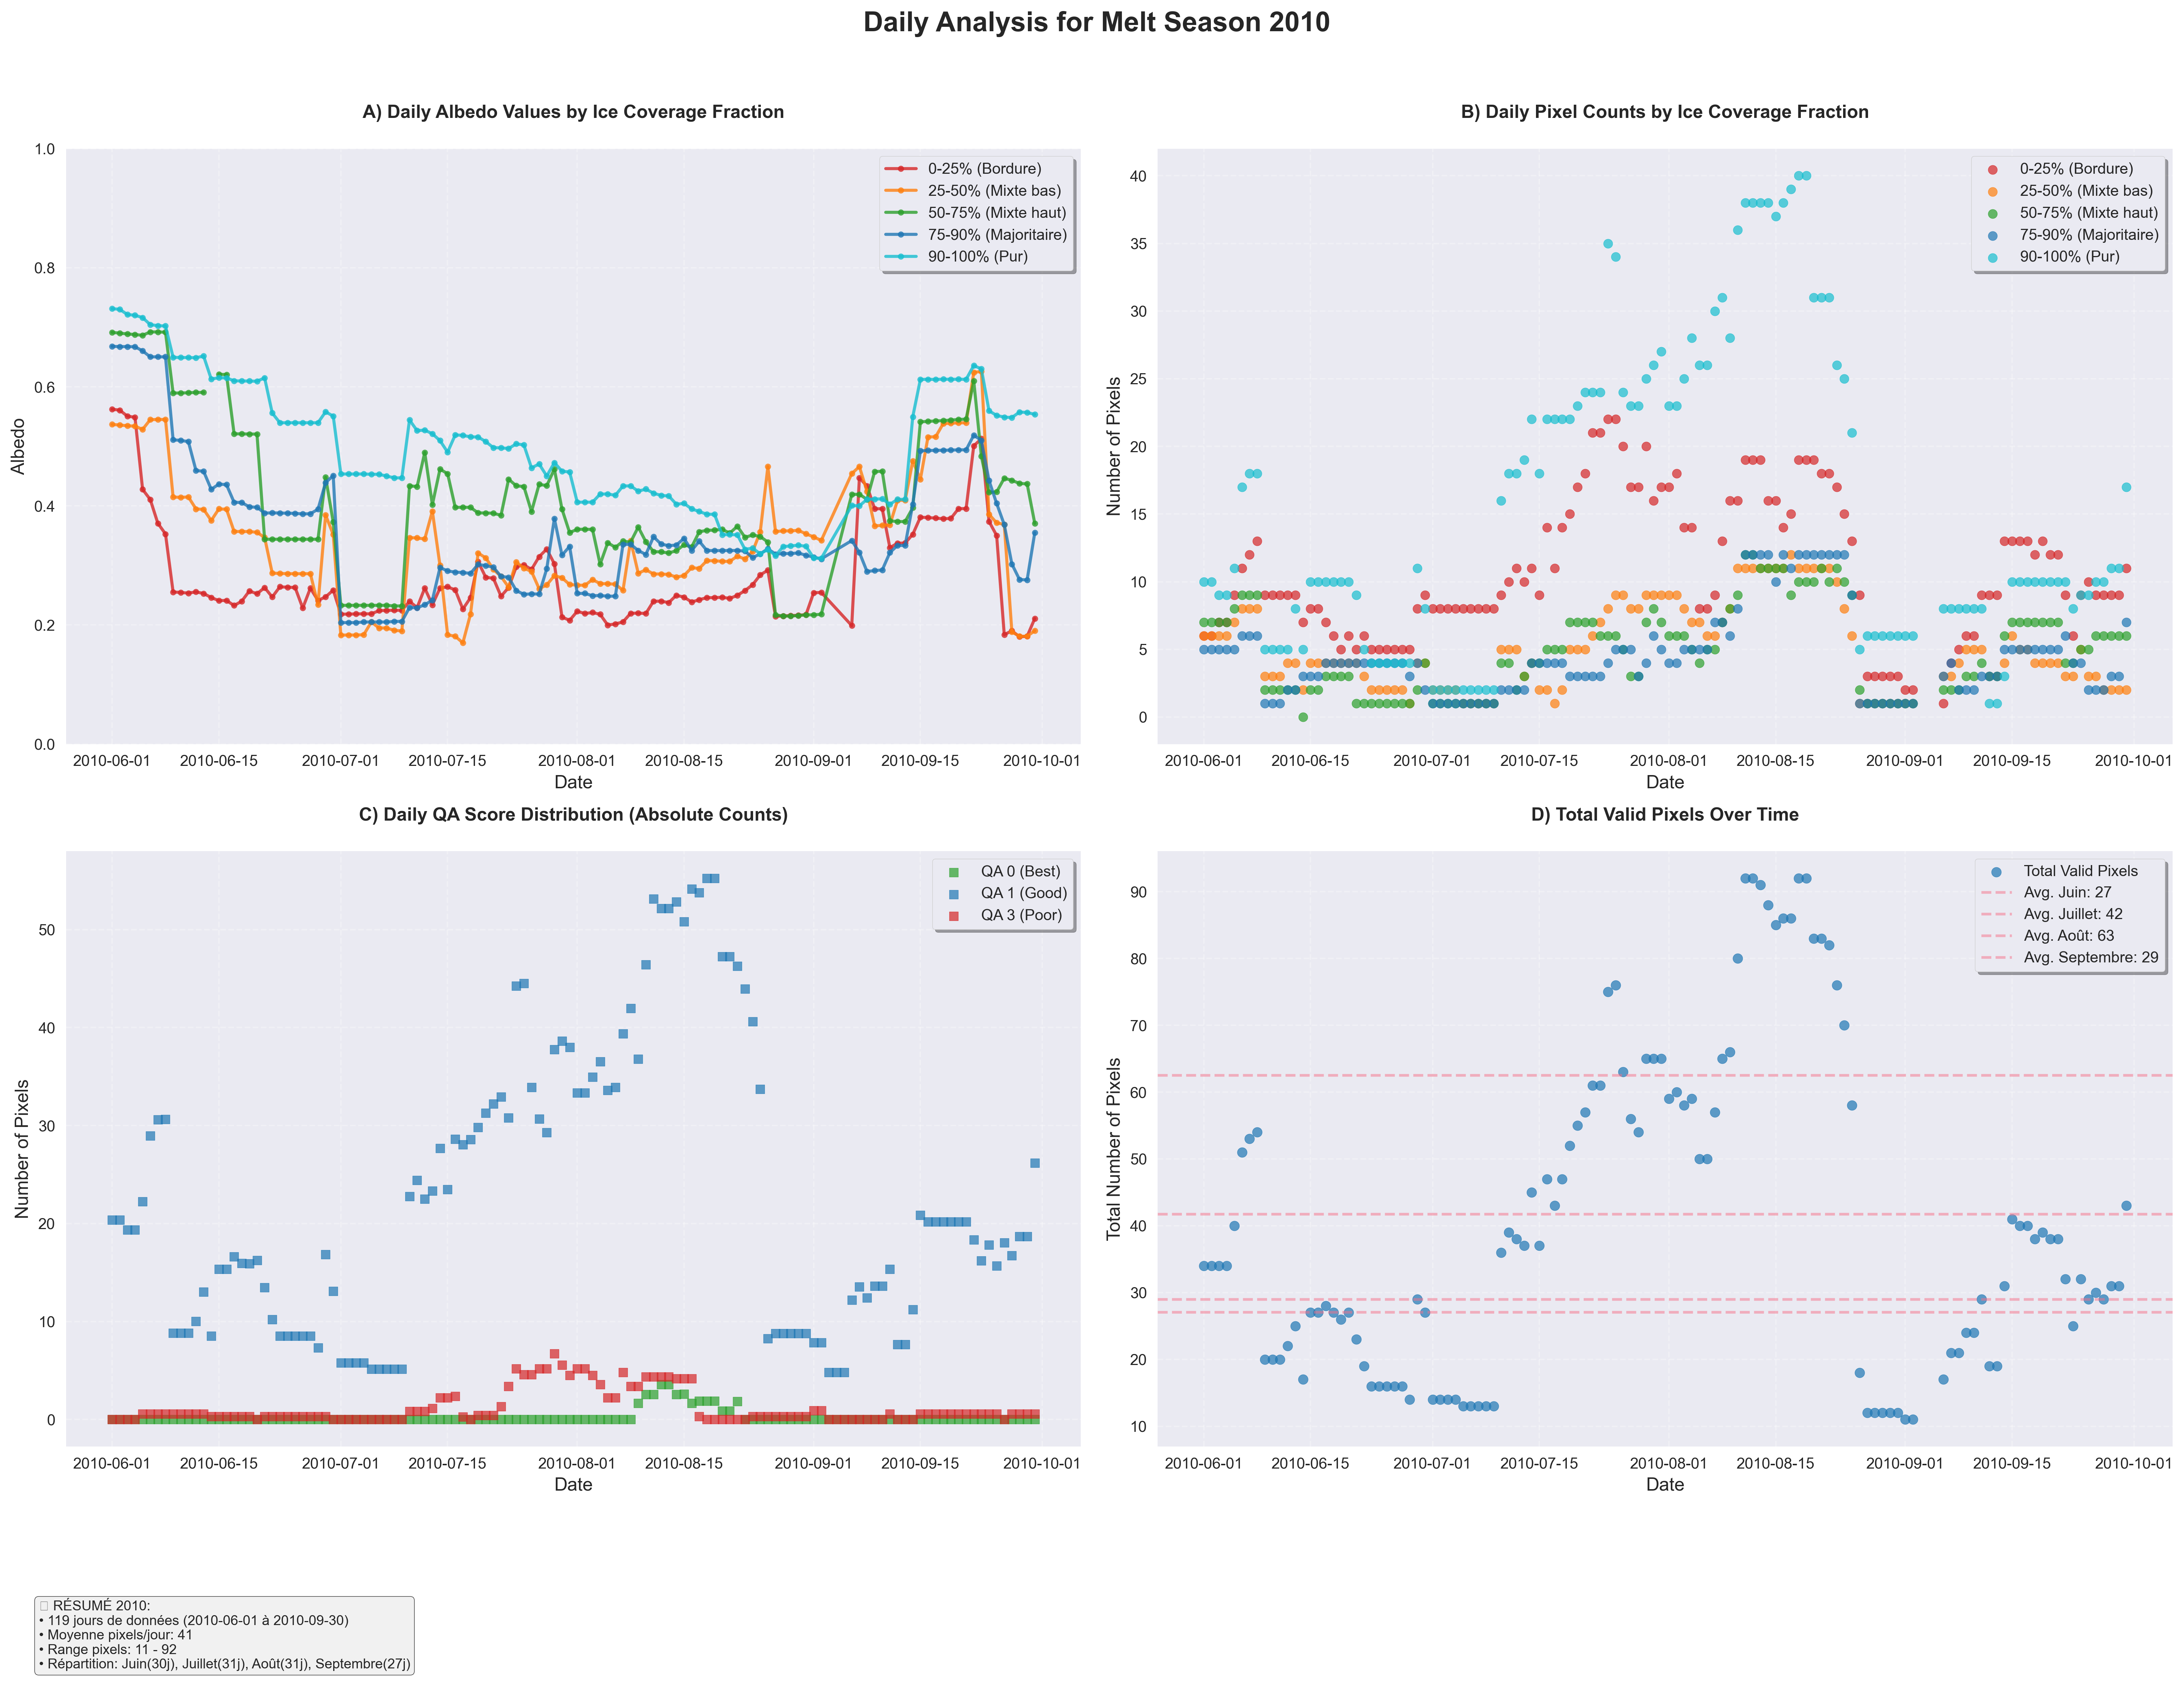 Daily Analysis for Melt Season 2010
A) Daily Albedo Values by Ice Coverage Fraction
1.0
0.8
0.6
0.4
0.2
0.0
Albedo
0-25% (Bordure)
25-50% (Mixte bas)
50-75% (Mixte haut)
75-90% (Majoritaire)
90-100% (Pur)
2010-06-01 2010-06-15 2010-07-01 2010-07-15 2010-08-01 2010-08-15 2010-09-01 2010-09-15 2010-10-01
Date
B) Daily Pixel Counts by Ice Coverage Fraction
40
35
30
25
20
15
10
5
0
Number of Pixels
0-25% (Bordure)
25-50% (Mixte bas)
50-75% (Mixte haut)
75-90% (Majoritaire)
90-100% (Pur)
2010-06-01 2010-06-15 2010-07-01 2010-07-15 2010-08-01 2010-08-15 2010-09-01 2010-09-15 2010-10-01
Date
C) Daily QA Score Distribution (Absolute Counts)
50
40
30
20
10
0
Number of Pixels
QA 0 (Best)
QA 1 (Good)
QA 3 (Poor)
2010-06-01 2010-06-15 2010-07-01 2010-07-15 2010-08-01 2010-08-15 2010-09-01 2010-09-15 2010-10-01
Date
D) Total Valid Pixels Over Time
90
80
70
60
50
40
30
20
10
Total Number of Pixels
Total Valid Pixels
Avg. Juin: 27
Avg. Juillet: 42
Avg. Août: 63
Avg. Septembre: 29
2010-06-01 2010-06-15 2010-07-01 2010-07-15 2010-08-01 2010-08-15 2010-09-01 2010-09-15 2010-10-01
Date
RÉSUMÉ 2010:
• 119 jours de données (2010-06-01 à 2010-09-30)
• Moyenne pixels/jour: 41
• Range pixels: 11 - 92
• Répartition: Juin(30j), Juillet(31j), Août(31j), Septembre(27j)